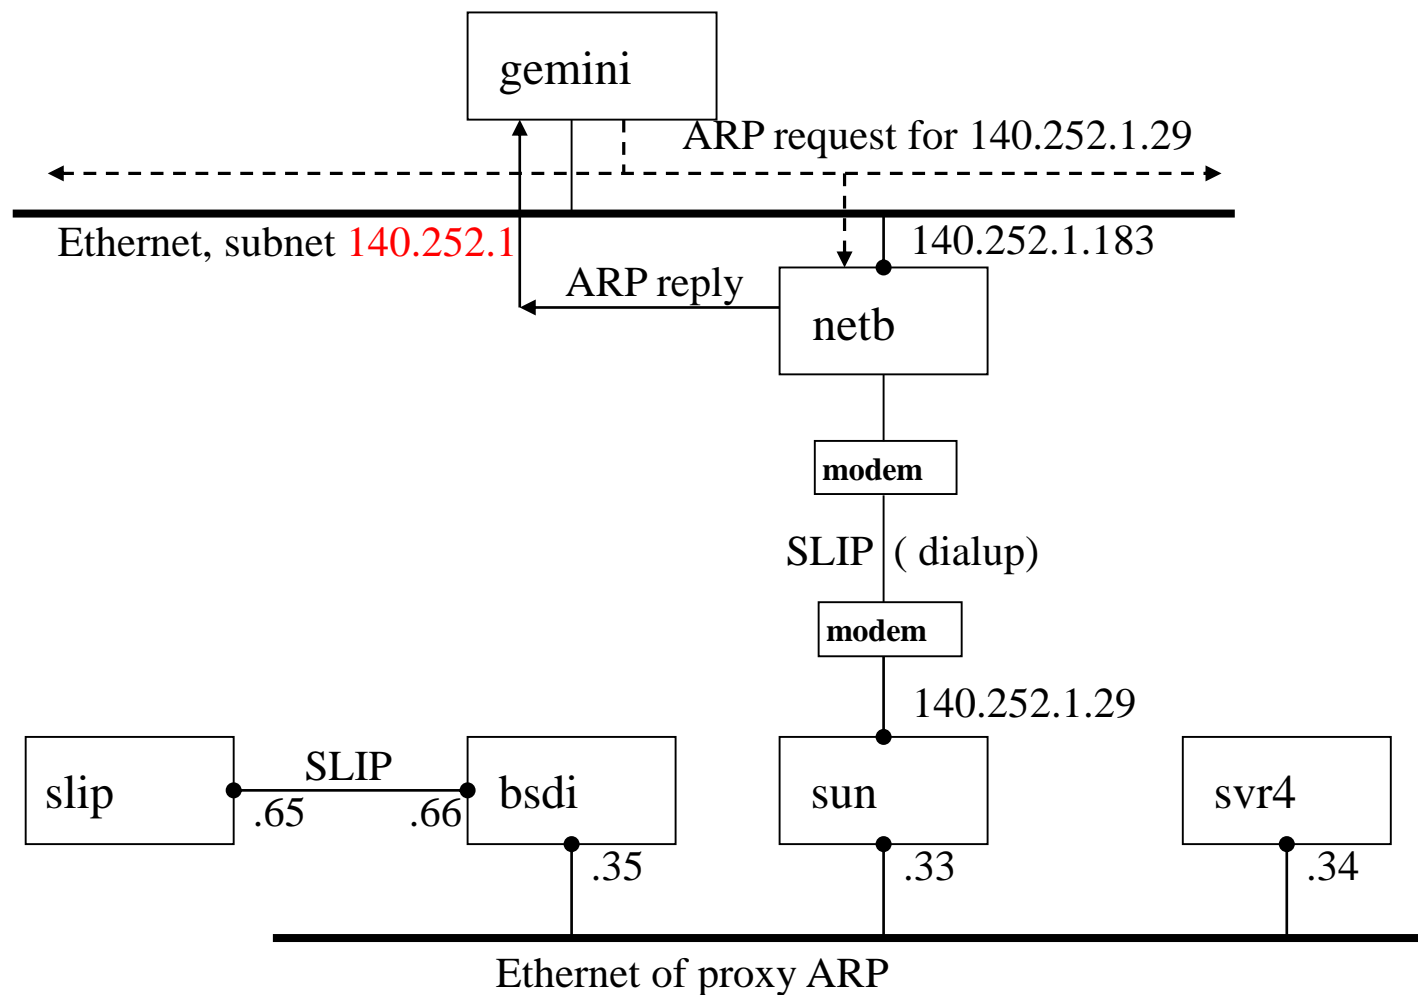 gemini
ARP request for 140.252.1.29
Ethernet, subnet 140.252.1
140.252.1.183
ARP reply
netb
modem
SLIP ( dialup)
modem
140.252.1.29
slip
SLIP
.65
.66
bsdi
sun
svr4
.35
.33
.34
Ethernet of proxy ARP